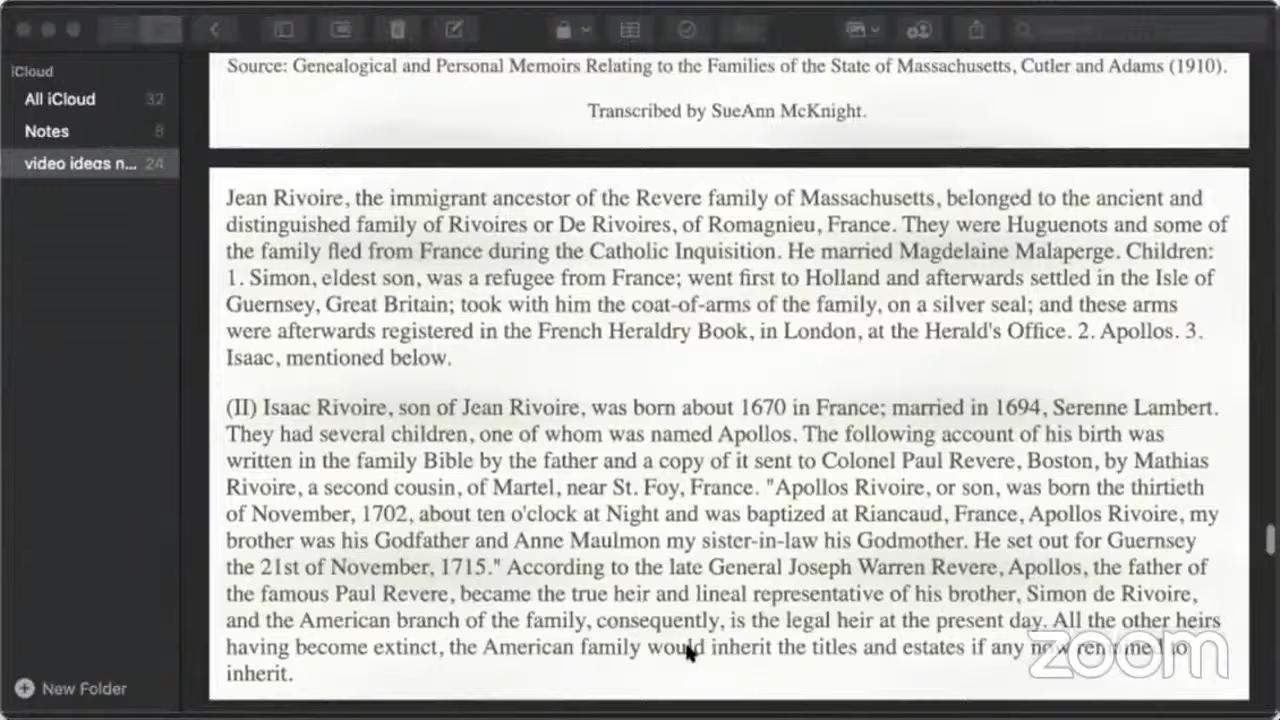 iCloud
All iCloud 32
Notes 8
video ideas n... 24
New Folder
Source: Genealogical and Personal Memoirs Relating to the Families of the State of Massachusetts, Cutler and Adams (1910).
Transcribed by SueAnn McKnight.
Jean Rivoire, the immigrant ancestor of the Revere family of Massachusetts, belonged to the ancient and
distinguished family of Rivoires or De Rivoires, of Romagnieu, France. They were Huguenots and some of
the family fled from France during the Catholic Inquisition. He married Magdelaine Malaperge. Children:
1. Simon, eldest son, was a refugee from France; went first to Holland and afterwards settled in the Isle of
Guernsey, Great Britain; took with him the coat-of-arms of the family, on a silver seal; and these arms
were afterwards registered in the French Heraldry Book, in London, at the Herald's Office. 2. Apollos. 3.
Isaac, mentioned below.
(II) Isaac Rivoire, son of Jean Rivoire, was born about 1670 in France; married in 1694, Serenne Lambert.
They had several children, one of whom was named Apollos. The following account of his birth was
written in the family Bible by the father and a copy of it sent to Colonel Paul Revere, Boston, by Mathias
Rivoire, a second cousin, of Martel, near St. Foy, France. "Apollos Rivoire, or son, was born the thirtieth
of November, 1702, about ten o'clock at Night and was baptized at Riancaud, France, Apollos Rivoire, my
brother was his Godfather and Anne Maulmon my sister-in-law his Godmother. He set out for Guernsey
the 21st of November, 1715." According to the late General Joseph Warren Revere, Apollos, the father of
the famous Paul Revere, became the true heir and lineal representative of his brother, Simon de Rivoire,
and the American branch of the family, consequently, is the legal heir at the present day. All the other heirs
having become extinct, the American family would inherit the titles and estates if any now to
inherit.
zoom